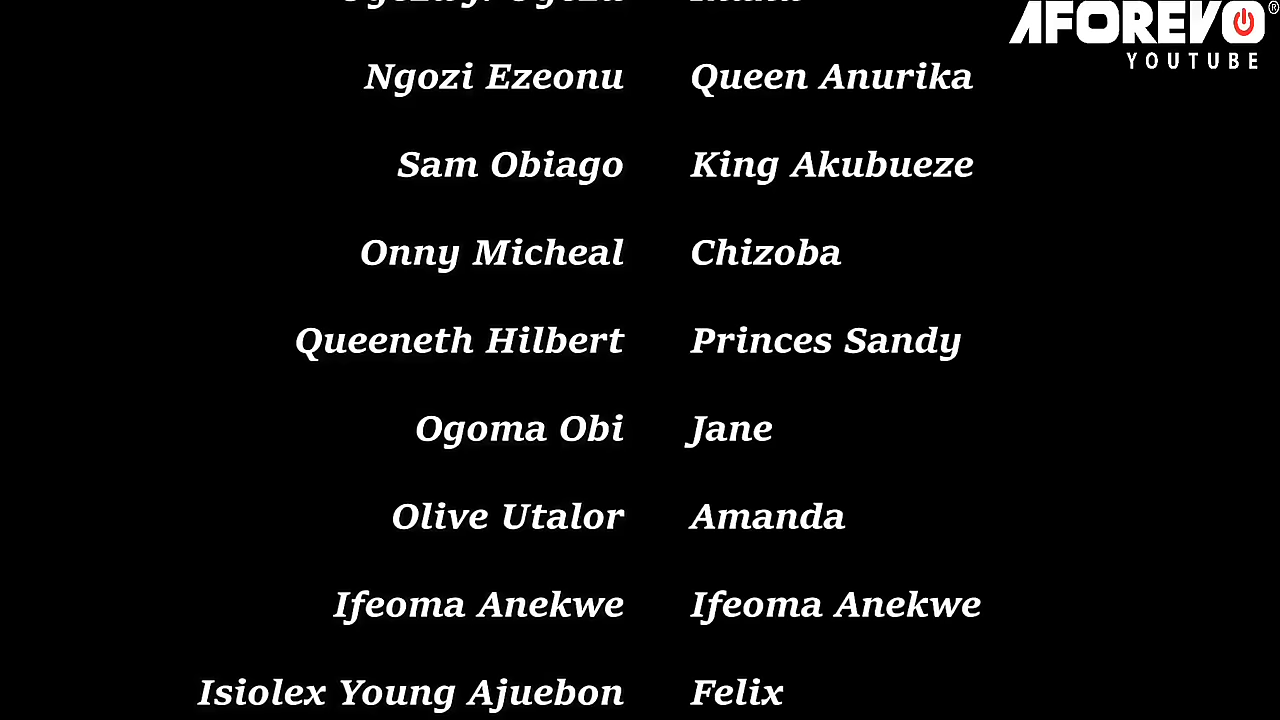 AFOREVO®
YOUTUBE
Ngozi Ezeonu Queen Anurika
Sam Obiago King Akubueze
Onny Micheal Chizoba
Queeneth Hilbert Princes Sandy
Ogoma Obi Jane
Olive Utalor Amanda
Ifeoma Anekwe Ifeoma Anekwe
Isiolex Young Ajuebon Felix